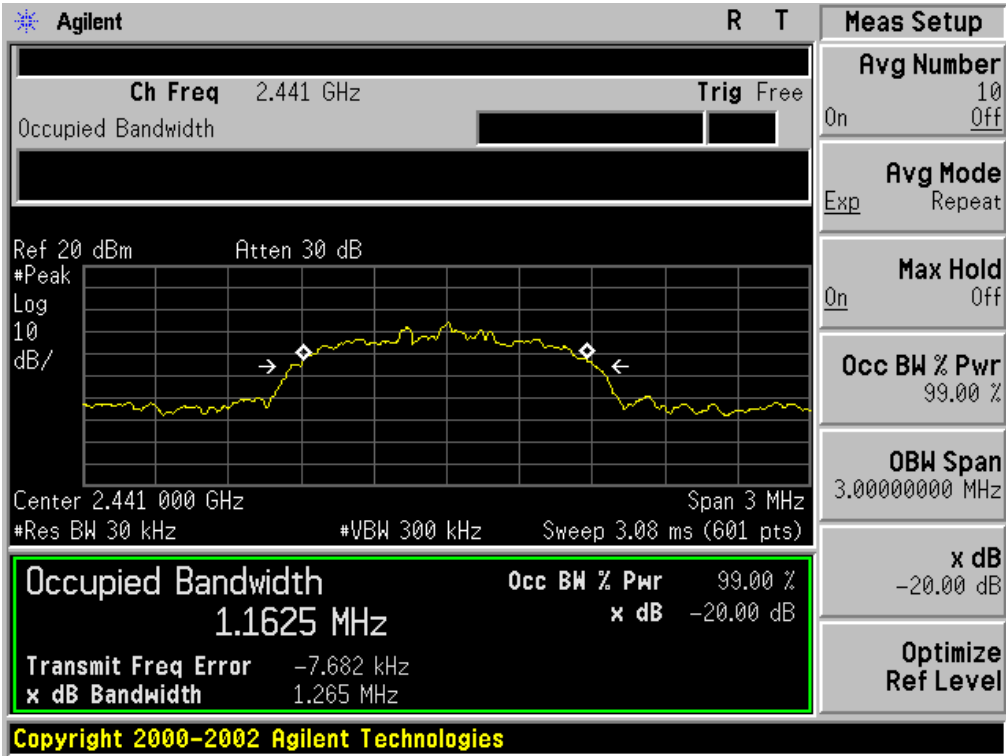 Agilent R T
Meas Setup
Ch Freq 2.441 GHz Trig Free
Occupied Bandwidth
Ref 20 dBm Atten 30 dB
#Peak
Log
10
dB/
Center 2.441 000 GHz Span 3 MHz
#Res BW 30 kHz #VBW 300 kHz Sweep 3.08 ms (601 pts)
Occupied Bandwidth Occ BW % Pwr 99.00 %
1.1625 MHz x dB -20.00 dB
Transmit Freq Error -7.682 kHz
x dB Bandwidth 1.265 MHz
Avg Number
10
On Off
Avg Mode
Exp Repeat
Max Hold
On Off
Occ BW % Pwr
99.00 %
OBW Span
3.00000000 MHz
x dB
-20.00 dB
Optimize
Ref Level
Copyright 2000-2002 Agilent Technologies